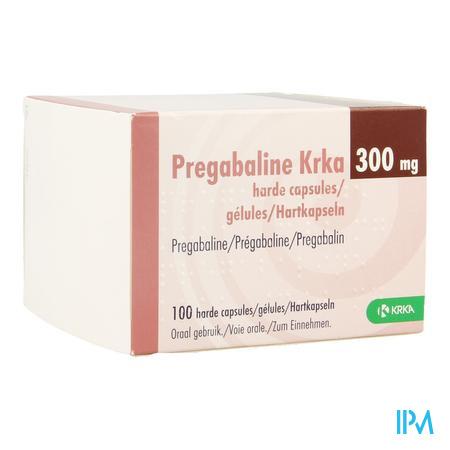 Pregabaline Krka 300 mg
harde capsules/
gélules/Hartkapseln
Pregabaline/Prégabaline/Pregabalin
100 harde capsules/gélules/Hartkapseln
Oraal gebruik./Voie orale./Zum Einnehmen.
KRKA
IPM